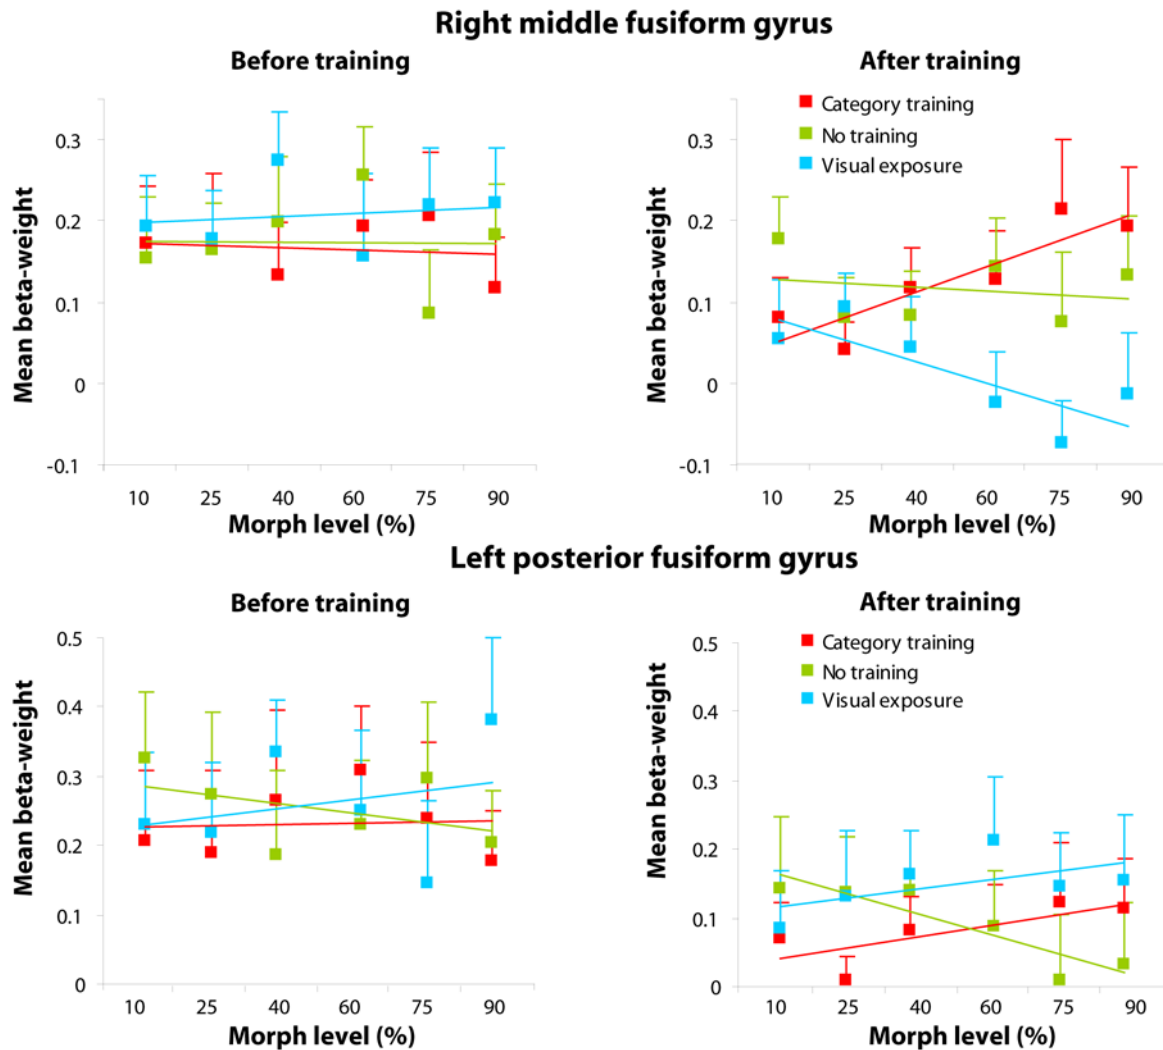 Right middle fusiform gyrus
Before training
After training
Mean beta-weight
0.3
0.2
0.1
0
-0.1
10 25 40 60 75 90
Morph level (%)
Mean beta-weight
0.3
0.2
0.1
0
-0.1
Category training
No training
Visual exposure
10 25 40 60 75 90
Morph level (%)
Left posterior fusiform gyrus
Before training
After training
Mean beta-weight
0.5
0.4
0.3
0.2
0.1
0
10 25 40 60 75 90
Morph level (%)
Mean beta-weight
0.5
0.4
0.3
0.2
0.1
0
Category training
No training
Visual exposure
10 25 40 60 75 90
Morph level (%)